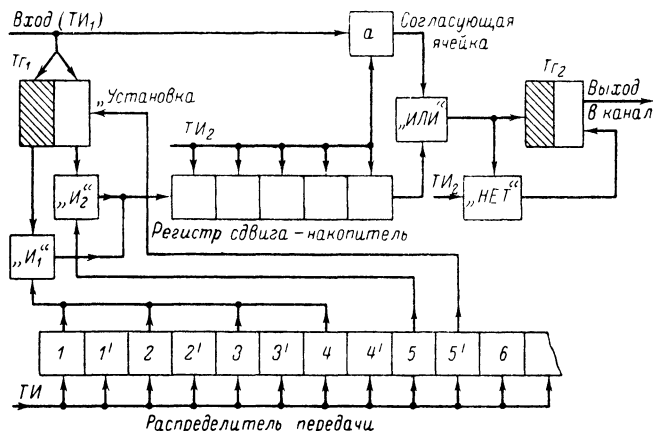 Вход (ТИ₁)
a
Согласующая ячейка
Тг₁
Тг₂
„Установка
Выход
в канал
ТИ₂
„ИЛИ“
„И₂“
ТИ₂
„НЕТ“
Регистр сдвига – накопитель
„И₁“
1 1' 2 2' 3 3' 4 4' 5 5' 6
ТИ
Распределитель передачи